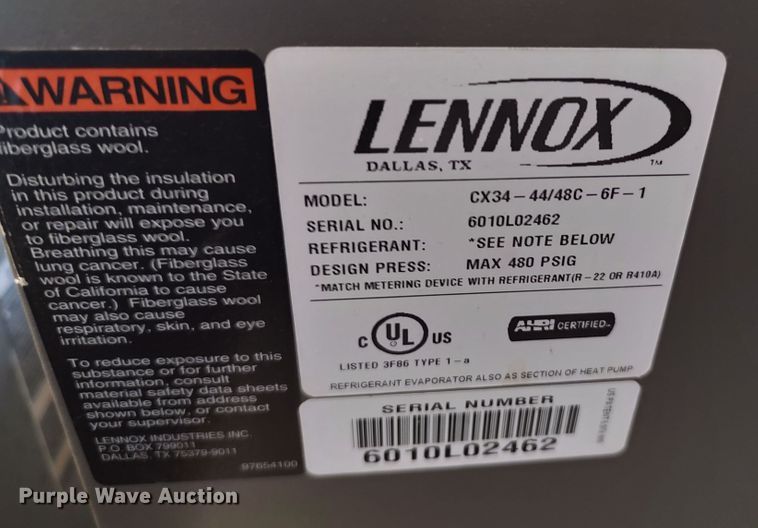 WARNING
Product contains
fiberglass wool.
Disturbing the insulation
in this product during
installation, maintenance,
or repair will expose you
to fiberglass wool.
Breathing this may cause
lung cancer. (Fiberglass
wool is known to the State
of California to cause
cancer.) Fiberglass wool
may also cause
respiratory, skin, and eye
irritation.
To reduce exposure to this
substance or for further
information, consult
material safety data sheets
available from address
shown below, or contact
your supervisor.
LENNOX INDUSTRIES INC.
P.O. BOX 799011
DALLAS, TX 75379-9011
97654100
LENNOX
TM
DALLAS, TX
MODEL: CX34-44/48C-6F-1
SERIAL NO.: 6010L02462
REFRIGERANT: *SEE NOTE BELOW
DESIGN PRESS: MAX 480 PSIG
*MATCH METERING DEVICE WITH REFRIGERANT(R-22 OR R410A)
C UL US
AHRI CERTIFIED
LISTED 3F86 TYPE 1-a
REFRIGERANT EVAPORATOR ALSO AS SECTION OF HEAT PUMP
SERIAL NUMBER
6010L02462
US PATENT
Purple Wave Auction